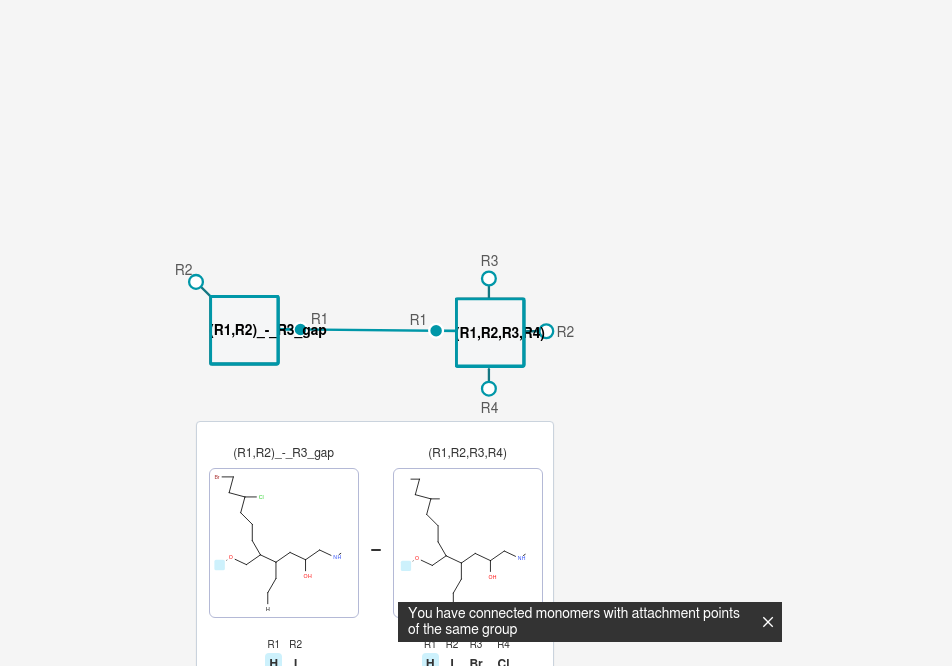 R3
R2
R1
R1
(R1,R2)_-_R3_gap
(R1,R2,R3,R4)
R2
R4
(R1,R2)_-_R3_gap
(R1,R2,R3,R4)
Br
Cl
O
NH
OH
H
O
NH
OH
You have connected monomers with attachment points
of the same group
R1 R2
R1 R2 R3 R4
H
H Br Cl